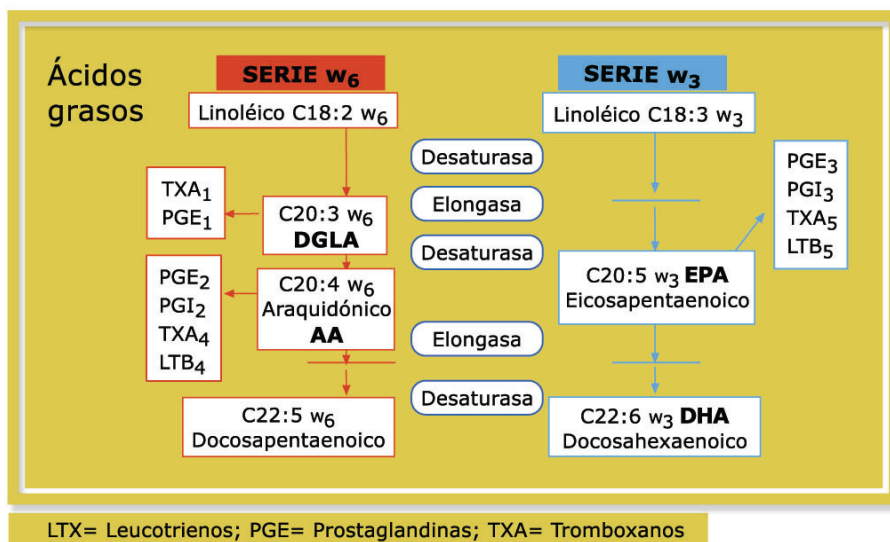 Ácidos
grasos
SERIE w6
Linoléico C18:2 w6
TXA1
PGE1
C20:3 w6
DGLA
PGE2
PGI2
TXA4
LTB4
C20:4 w6
Araquidónico
AA
C22:5 w6
Docosapentaenoico
Desaturasa
Elongasa
Desaturasa
Elongasa
Desaturasa
SERIE w3
Linoléico C18:3 w3
PGE3
PGI3
TXA5
LTB5
C20:5 w3 EPA
Eicosapentaenoico
C22:6 w3 DHA
Docosahexaenoico
LTX= Leucotrienos; PGE= Prostaglandinas; TXA= Tromboxanos